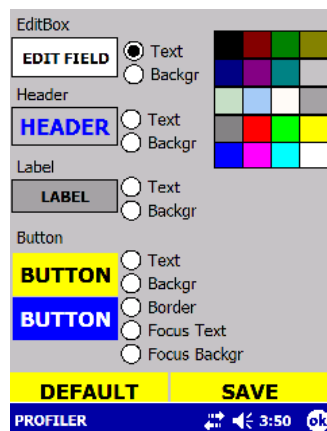 EditBox
EDIT FIELD Text
Backgr
Header
HEADER Text
Backgr
Label
LABEL Text
Backgr
Button
BUTTON Text
Backgr
BUTTON Border
Focus Text
Focus Backgr
DEFAULT SAVE
PROFILER 3:50 ok